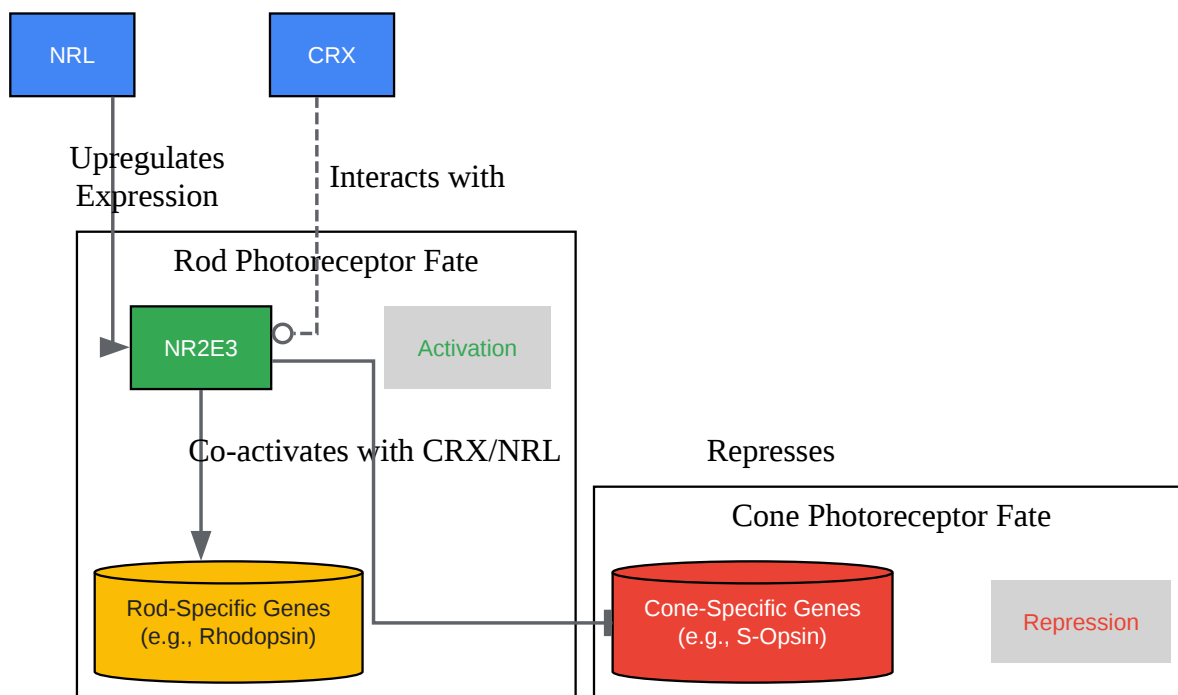 NRL
CRX
Upregulates
Expression
Interacts with
Rod Photoreceptor Fate
NR2E3
Activation
Co-activates with CRX/NRL
Represses
Cone Photoreceptor Fate
Rod-Specific Genes
(e.g., Rhodopsin)
Cone-Specific Genes
(e.g., S-Opsin)
Repression